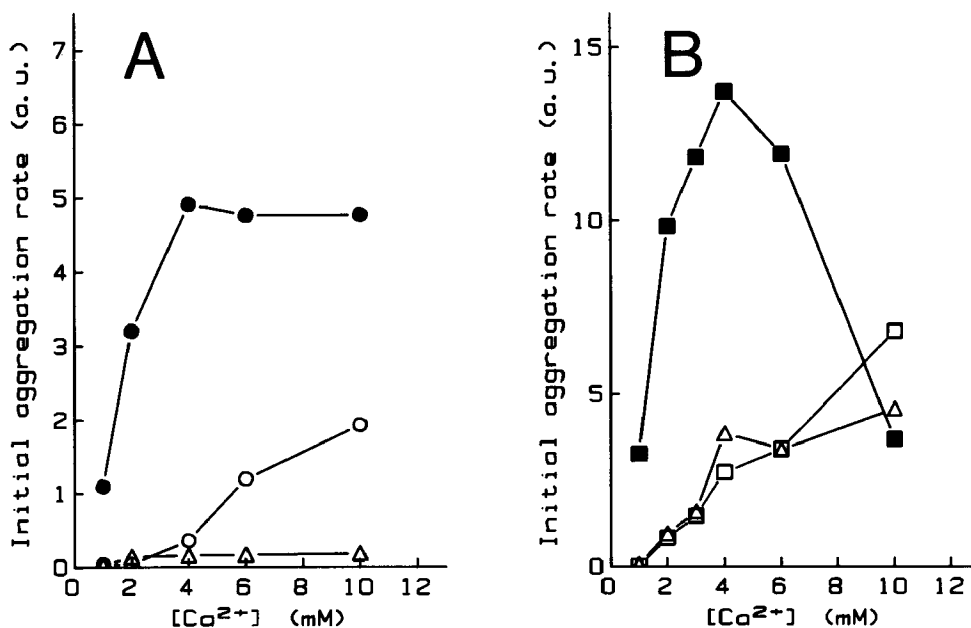 A
Initial aggregation rate (a.u.)
7
6
5
4
3
2
1
0
0 2 4 6 8 10 12
[Ca²⁺] (mM)
B
Initial aggregation rate (a.u.)
15
10
5
0
0 2 4 6 8 10 12
[Ca²⁺] (mM)